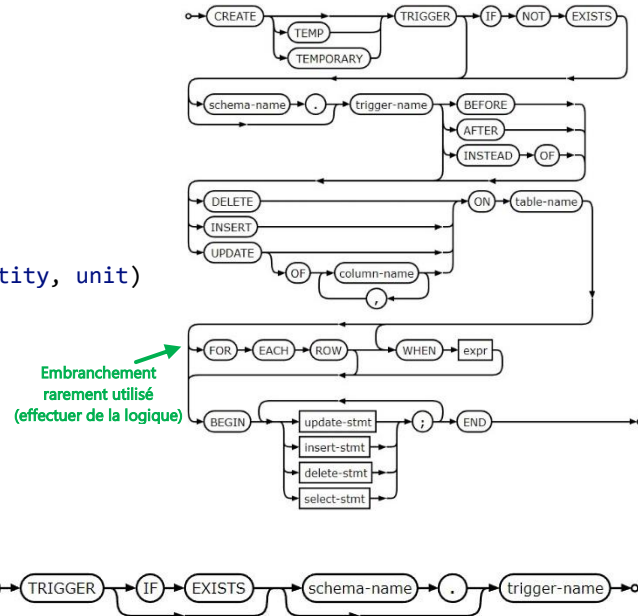 CREATE TRIGGER IF NOT EXISTS
TEMP
TEMPORARY
schema-name . trigger-name BEFORE
AFTER
INSTEAD OF
DELETE ON table-name
INSERT
UPDATE
OF column-name
,
tity, unit)
FOR EACH ROW WHEN expr
Embranchement
rarement utilisé
(effectuer de la logique)
BEGIN update-stmt ; END
insert-stmt
delete-stmt
select-stmt
TRIGGER IF EXISTS schema-name . trigger-name